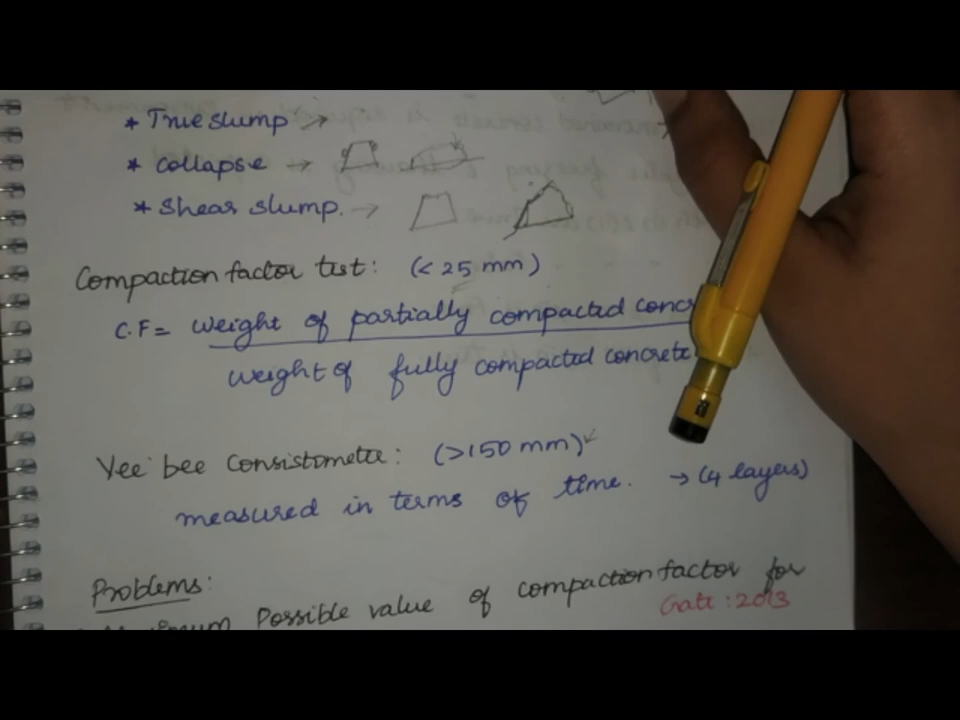 * True slump →
* collapse →
* Shear slump. →
Compaction factor test: (< 25 mm)
C.F = weight of partially compacted
weight of fully compacted concrete
Vee bee Consistometer: (>150 mm)
measured in terms of time. → (4 layers)
Problems:
Possible value of compaction factor for
Gate : 2013